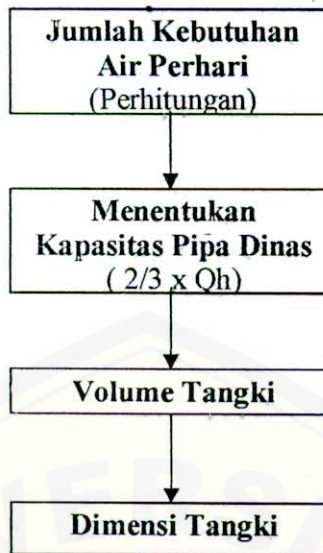 Jumlah Kebutuhan
Air Perhari
(Perhitungan)
Menentukan
Kapasitas Pipa Dinas
( 2/3 x Qh)
Volume Tangki
Dimensi Tangki